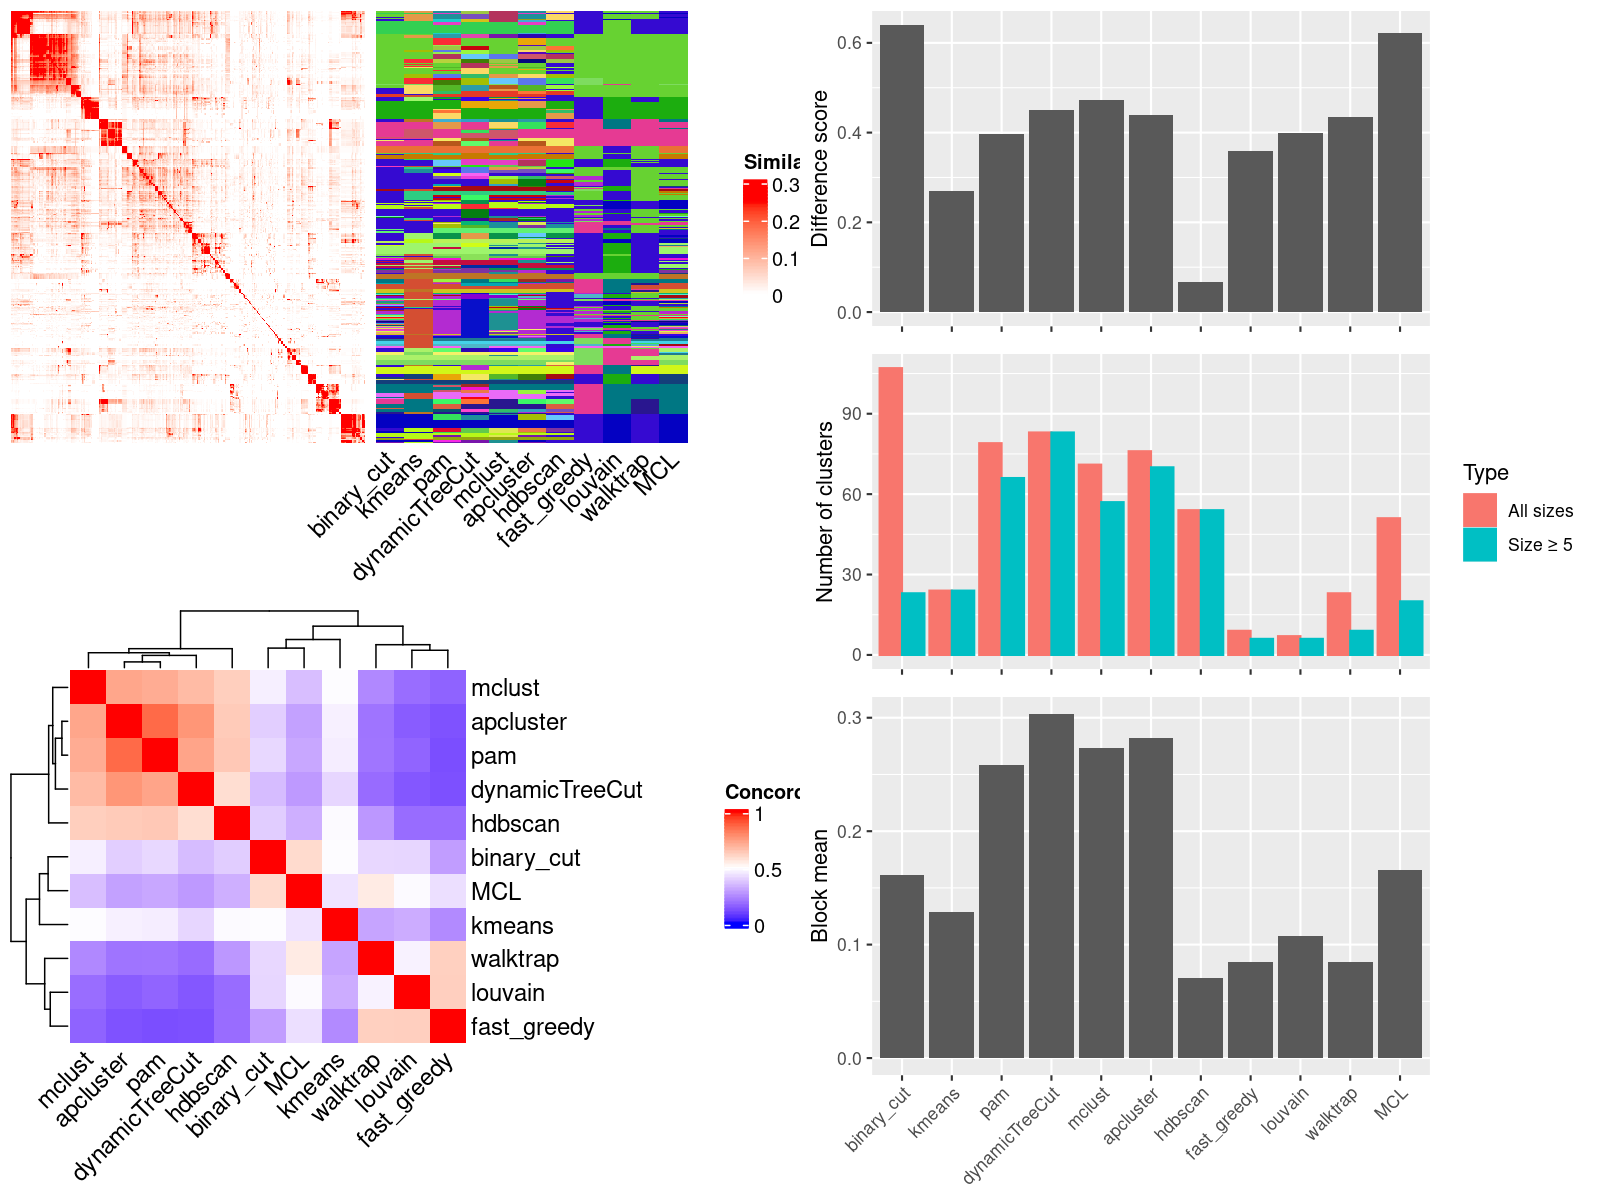 Simila
0.3
0.2
0.1
0
binary_cut
kmeans
pam
dynamicTreeCut
mclust
apcluster
hdbscan
fast_greedy
louvain
walktrap
MCL
mclust
apcluster
pam
dynamicTreeCut
hdbscan
binary_cut
MCL
kmeans
walktrap
louvain
fast_greedy
mclust
apcluster
pam
dynamicTreeCut
hdbscan
binary_cut
MCL
kmeans
walktrap
louvain
fast_greedy
Concord
1
0.5
0
Difference score
0.6
0.4
0.2
0.0
Number of clusters
90
60
30
0
Type
All sizes
Size ≥ 5
Block mean
0.3
0.2
0.1
0.0
binary_cut
kmeans
pam
dynamicTreeCut
mclust
apcluster
hdbscan
fast_greedy
louvain
walktrap
MCL